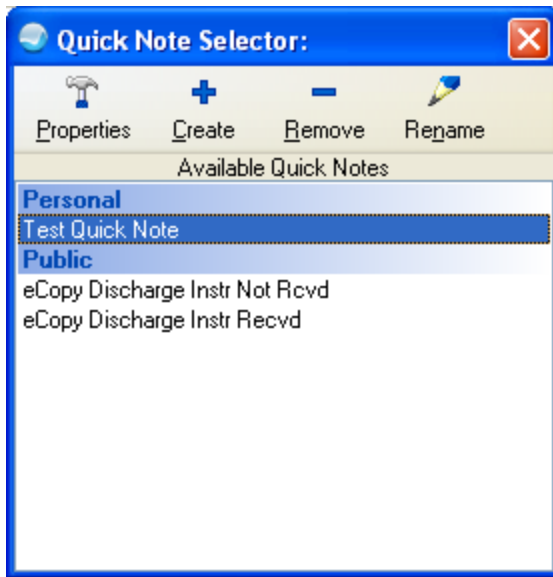 Quick Note Selector:
Properties Create Remove Rename
Available Quick Notes
Personal
Test Quick Note
Public
eCopy Discharge Instr Not Rcvd
eCopy Discharge Instr Recvd